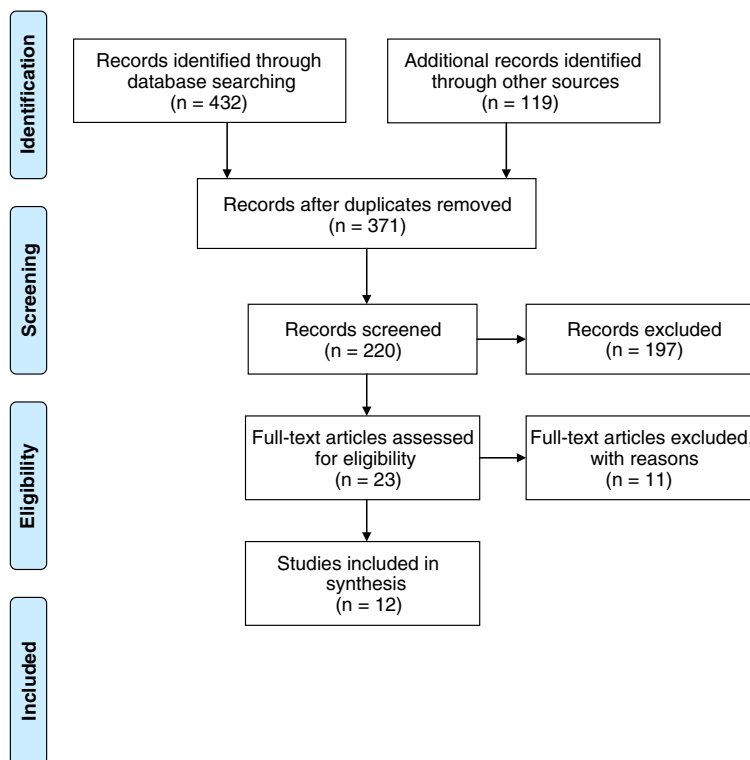 Identification
Records identified through
database searching
(n = 432)
Additional records identified
through other sources
(n = 119)
Records after duplicates removed
(n = 371)
Screening
Records screened
(n = 220)
Records excluded
(n = 197)
Eligibility
Full-text articles assessed
for eligibility
(n = 23)
Full-text articles excluded,
with reasons
(n = 11)
Studies included in
synthesis
(n = 12)
Included